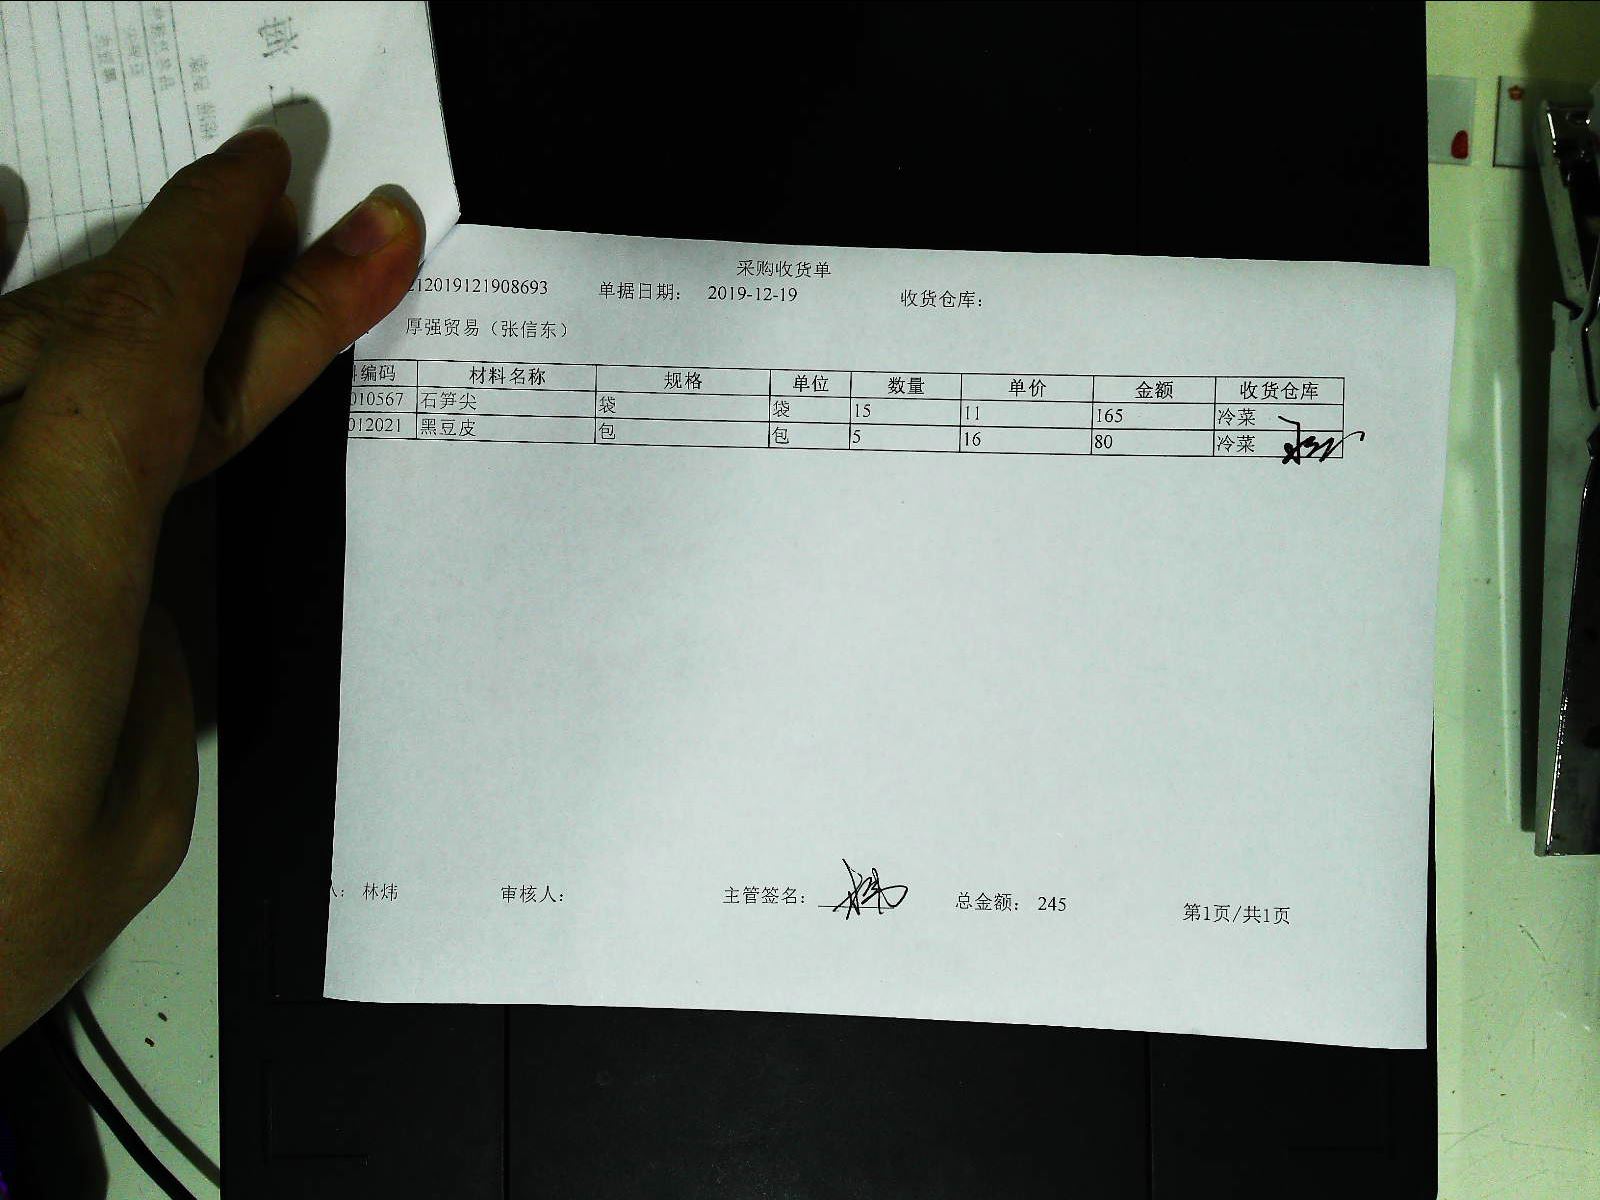 采购收货单
212019121908693 单据日期： 2019-12-19 收货仓库：
厚强贸易（张信东）
编码 材料名称 规格 单位 数量 单价 金额 收货仓库
010567 石笋尖 袋 袋 15 11 165 冷菜
012021 黑豆皮 包 包 5 16 80 冷菜
林炜 审核人： 主管签名： 总金额： 245 第1页/共1页